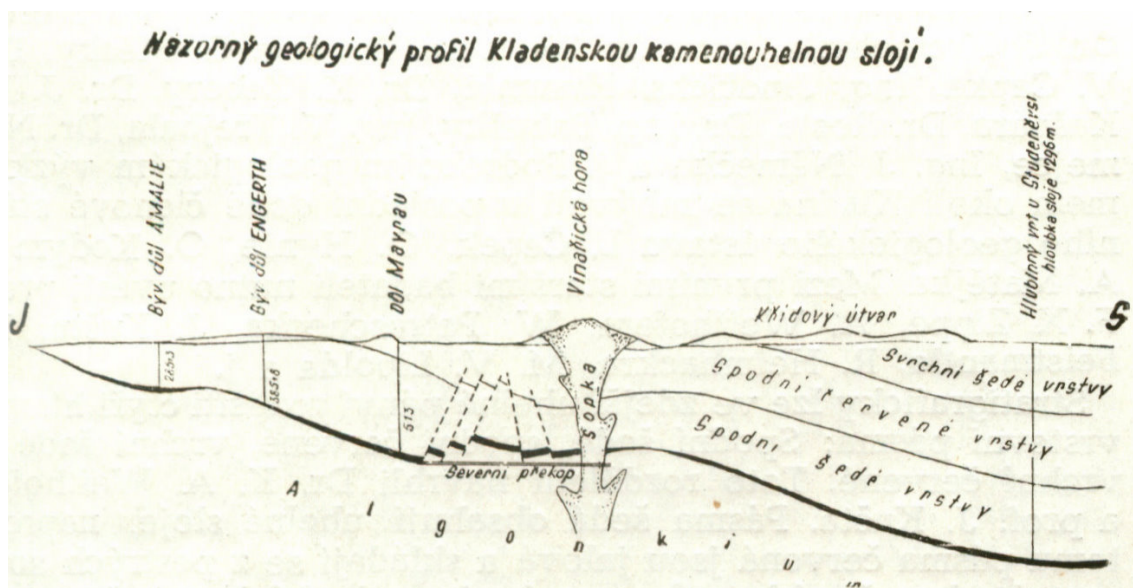 Názorný geologický profil Kladenskou kamenouhelnou slojí.
Býv. důl AMALIE
Býv. důl ENGERTH
Důl Mayrau
Vinařická hora
Hlubinný vrt u Studeněvsi
hloubka sloje 1296 m.
J
S
Křídový útvar
515
sopka
Svrchní šedé vrstvy
Spodní červené vrstvy
Spodní šedé vrstvy
Severní překop
A l g o n k i u